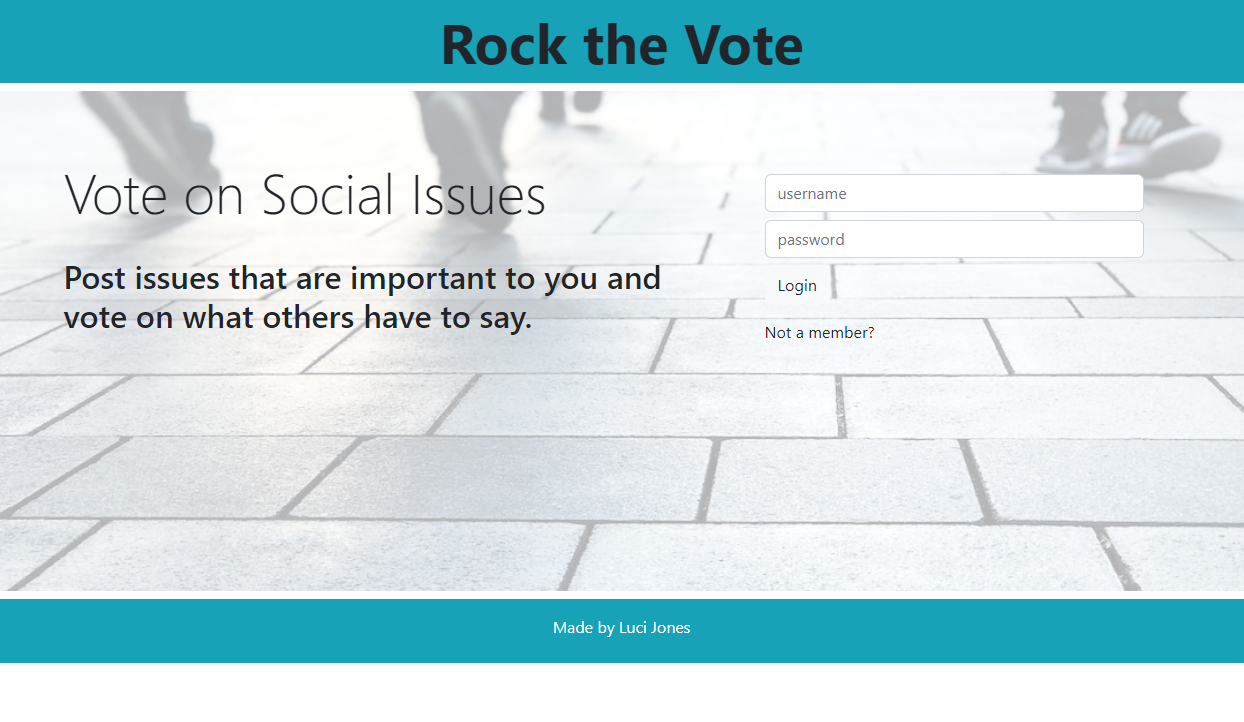 Rock the Vote
Vote on Social Issues
Post issues that are important to you and
vote on what others have to say.
username
password
Login
Not a member?
Made by Luci Jones